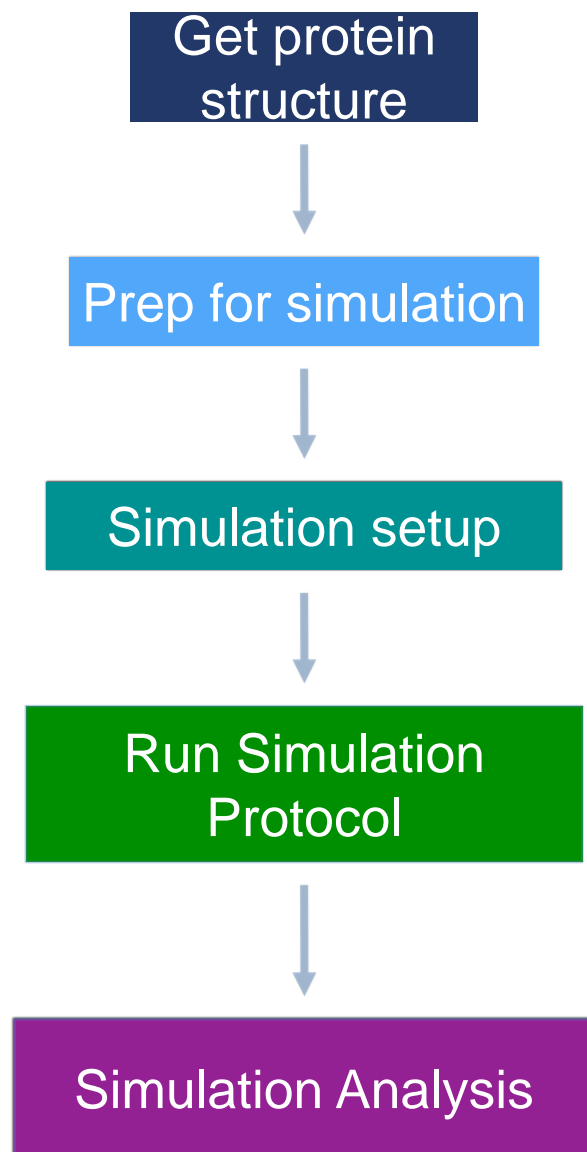 Get protein
structure
Prep for simulation
Simulation setup
Run Simulation
Protocol
Simulation Analysis